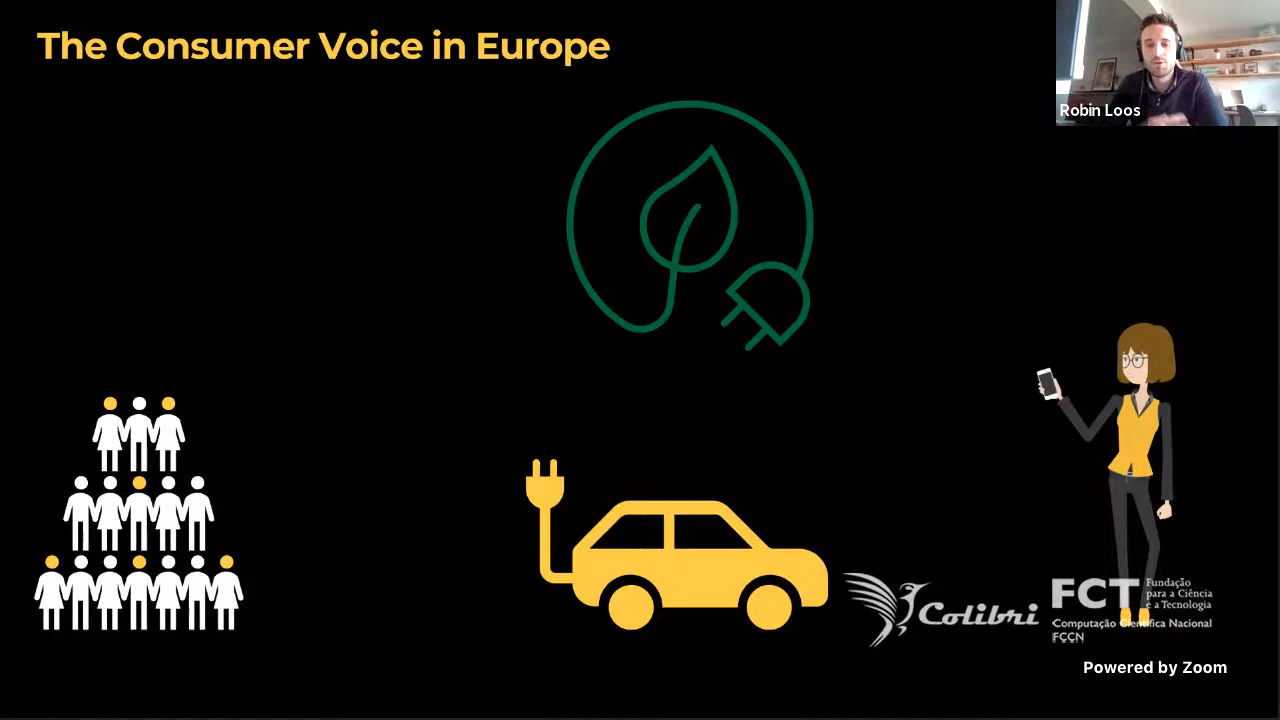 The Consumer Voice in Europe
Robin Loos
Colibri
FCT
Fundação
para a Ciência
e a Tecnologia
Computação Científica Nacional
FCCN
Powered by Zoom